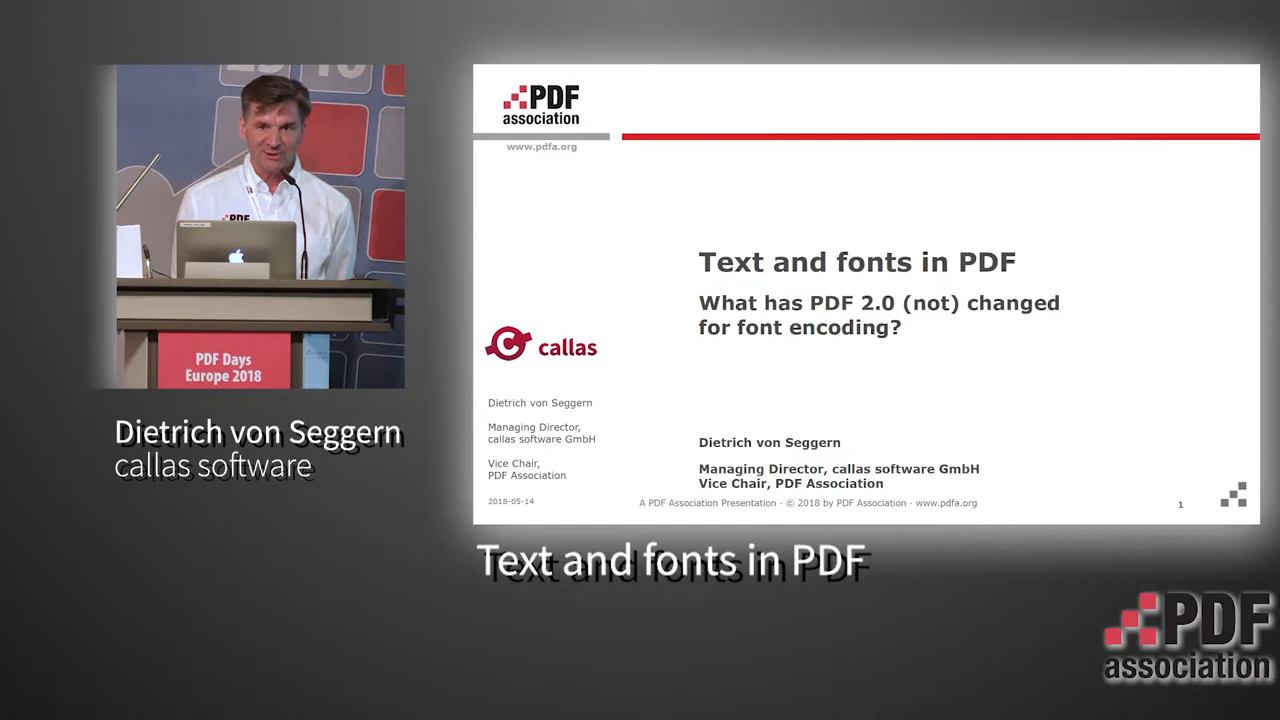 PDF
PDF Days
Europe 2018
Dietrich von Seggern
callas software
PDF
association
www.pdfa.org
Text and fonts in PDF
What has PDF 2.0 (not) changed
for font encoding?
callas
Dietrich von Seggern
Managing Director,
callas software GmbH
Vice Chair,
PDF Association
2018-05-14
Dietrich von Seggern
Managing Director, callas software GmbH
Vice Chair, PDF Association
A PDF Association Presentation · © 2018 by PDF Association · www.pdfa.org
1
Text and fonts in PDF
PDF
association